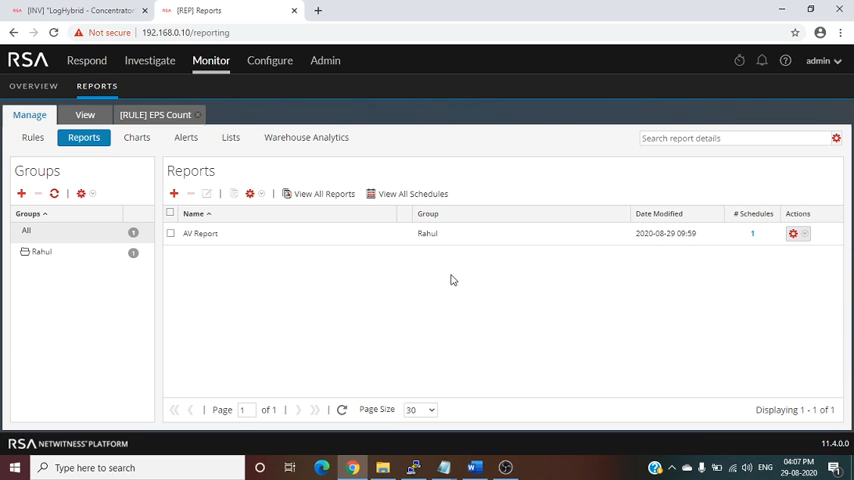 [INV] "LogHybrid - Concentrator
[REP] Reports
Not secure
192.168.0.10/reporting
RSA
Respond
Investigate
Monitor
Configure
Admin
admin
OVERVIEW
REPORTS
Manage
View
[RULE] EPS Count
Rules
Reports
Charts
Alerts
Lists
Warehouse Analytics
Search report details
Groups
Groups
All
1
Rahul
1
Reports
View All Reports
View All Schedules
Name
Group
Date Modified
# Schedules
Actions
AV Report
Rahul
2020-08-29 09:59
1
Page
1
of 1
Page Size
30
Displaying 1 - 1 of 1
RSA NETWITNESS PLATFORM
11.4.0.0
Type here to search
ENG
04:07 PM
29-08-2020
1